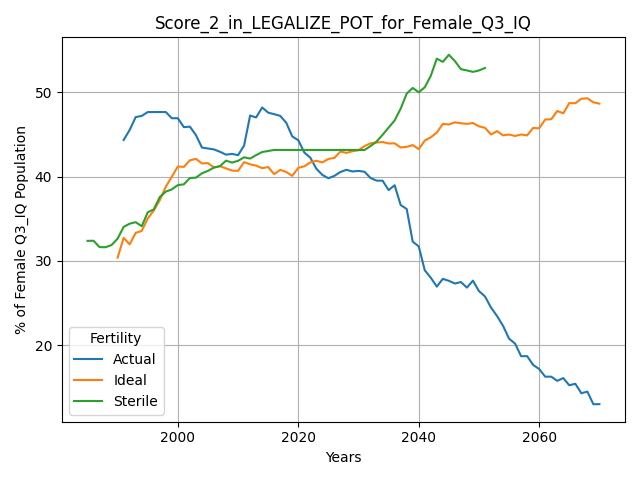 Score_2_in_LEGALIZE_POT_for_Female_Q3_IQ
% of Female Q3_IQ Population
50
40
30
20
Fertility
Actual
Ideal
Sterile
2000
2020
2040
2060
Years